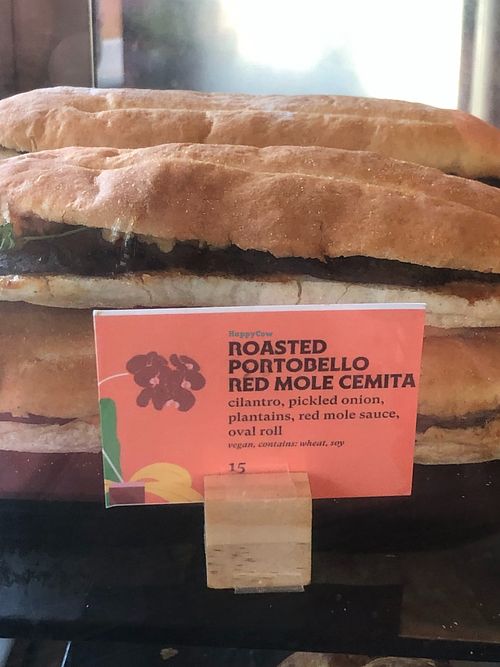 HappyCow
ROASTED
PORTOBELLO
RED MOLE CEMITA
cilantro, pickled onion,
plantains, red mole sauce,
oval roll
vegan, contains: wheat, soy
15